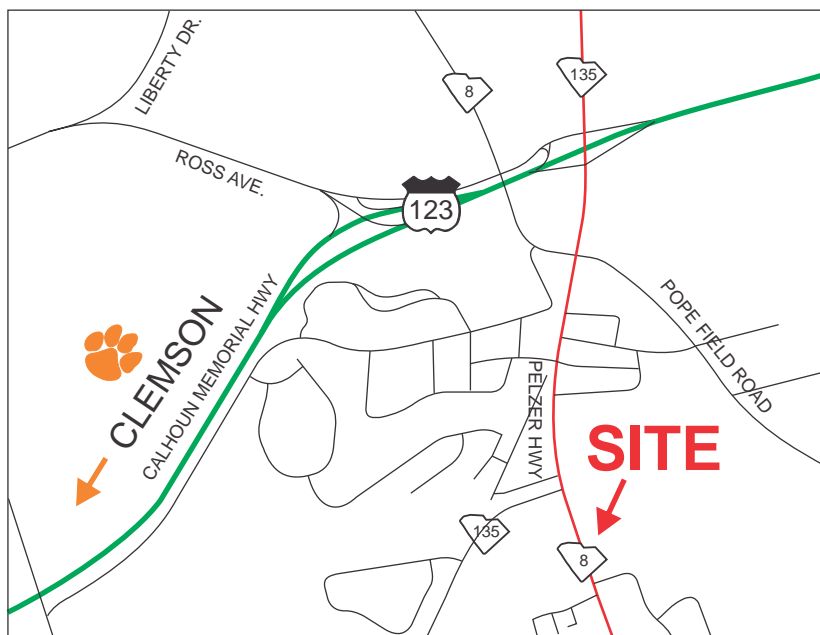 LIBERTY DR.
8
135
ROSS AVE.
123
CLEMSON
CALHOUN MEMORIAL HWY
POPE FIELD ROAD
PELZER HWY
SITE
135
8